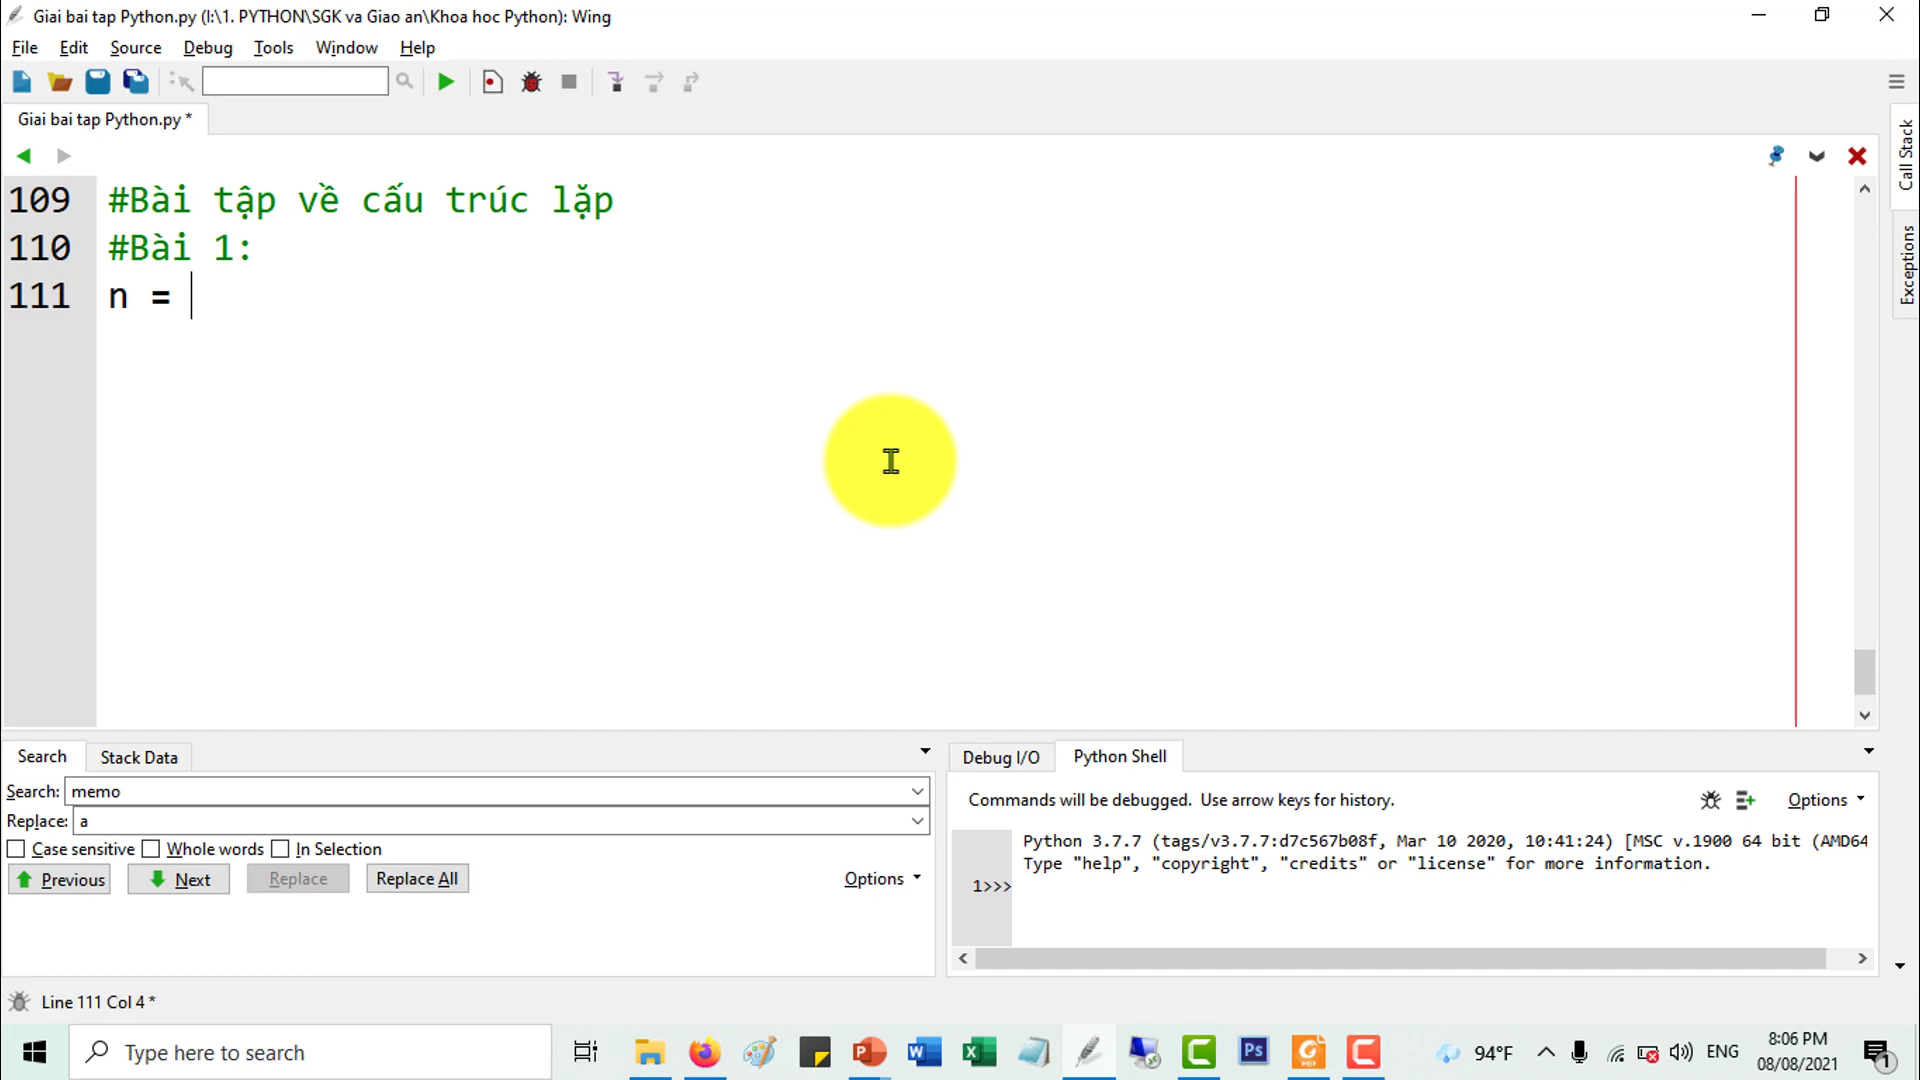 Giai bai tap Python.py (I:\1. PYTHON\SGK va Giao an\Khoa hoc Python): Wing
File Edit Source Debug Tools Window Help
Giai bai tap Python.py *
Call Stack
Exceptions
109 #Bài tập về cấu trúc lặp
110 #Bài 1:
111 n =
Search Stack Data
Search: memo
Replace: a
Case sensitive Whole words In Selection
Previous Next Replace Replace All Options
Debug I/O Python Shell
Commands will be debugged. Use arrow keys for history. Options
Python 3.7.7 (tags/v3.7.7:d7c567b08f, Mar 10 2020, 10:41:24) [MSC v.1900 64 bit (AMD64
Type "help", "copyright", "credits" or "license" for more information.
1>>>
Line 111 Col 4 *
Type here to search
94°F ENG
8:06 PM
08/08/2021
1